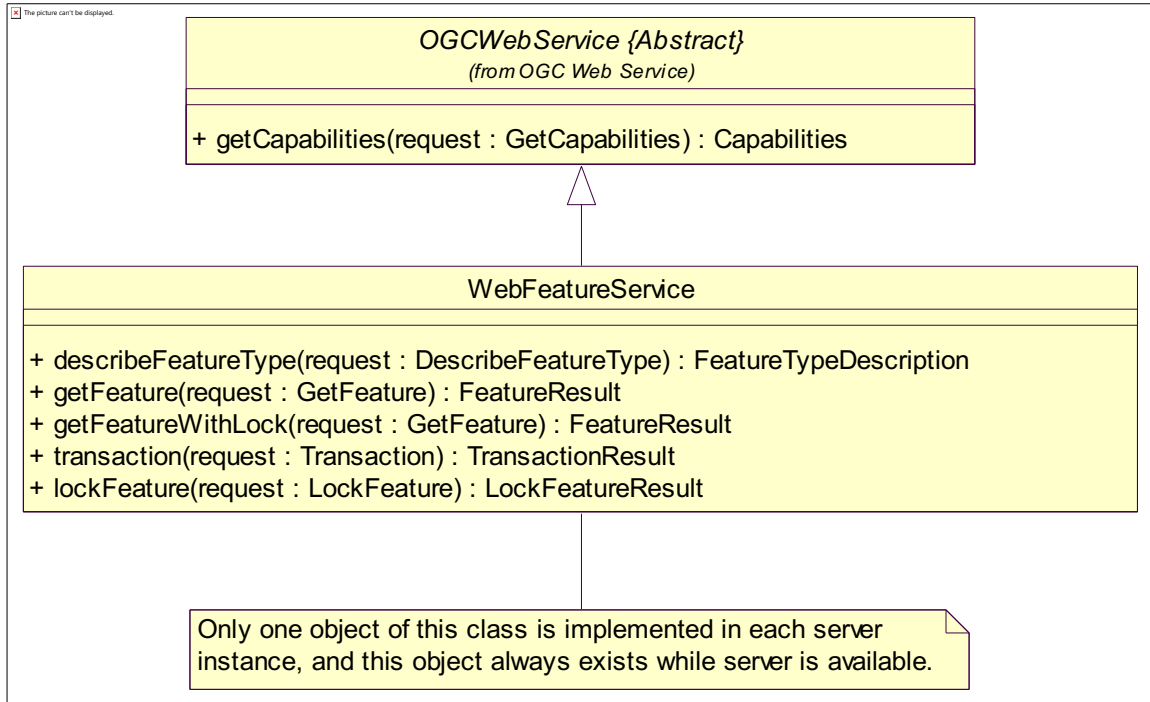 The picture can't be displayed.
OGCWebService {Abstract}
(from OGC Web Service)
+ getCapabilities(request : GetCapabilities) : Capabilities
WebFeatureService
+ describeFeatureType(request : DescribeFeatureType) : FeatureTypeDescription
+ getFeature(request : GetFeature) : FeatureResult
+ getFeatureWithLock(request : GetFeature) : FeatureResult
+ transaction(request : Transaction) : TransactionResult
+ lockFeature(request : LockFeature) : LockFeatureResult
Only one object of this class is implemented in each server
instance, and this object always exists while server is available.